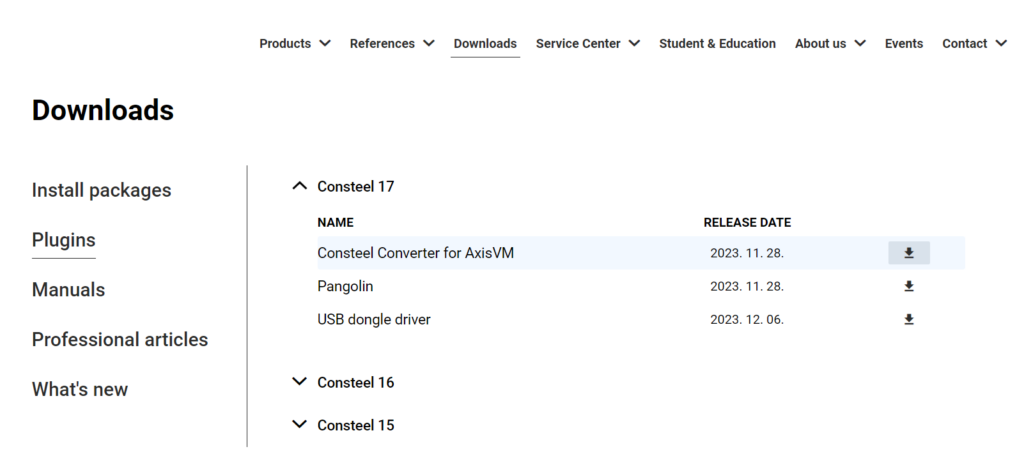 Products References Downloads Service Center Student & Education About us Events Contact
Downloads
Install packages
Plugins
Manuals
Professional articles
What's new
Consteel 17
NAME RELEASE DATE
Consteel Converter for AxisVM 2023. 11. 28.
Pangolin 2023. 11. 28.
USB dongle driver 2023. 12. 06.
Consteel 16
Consteel 15